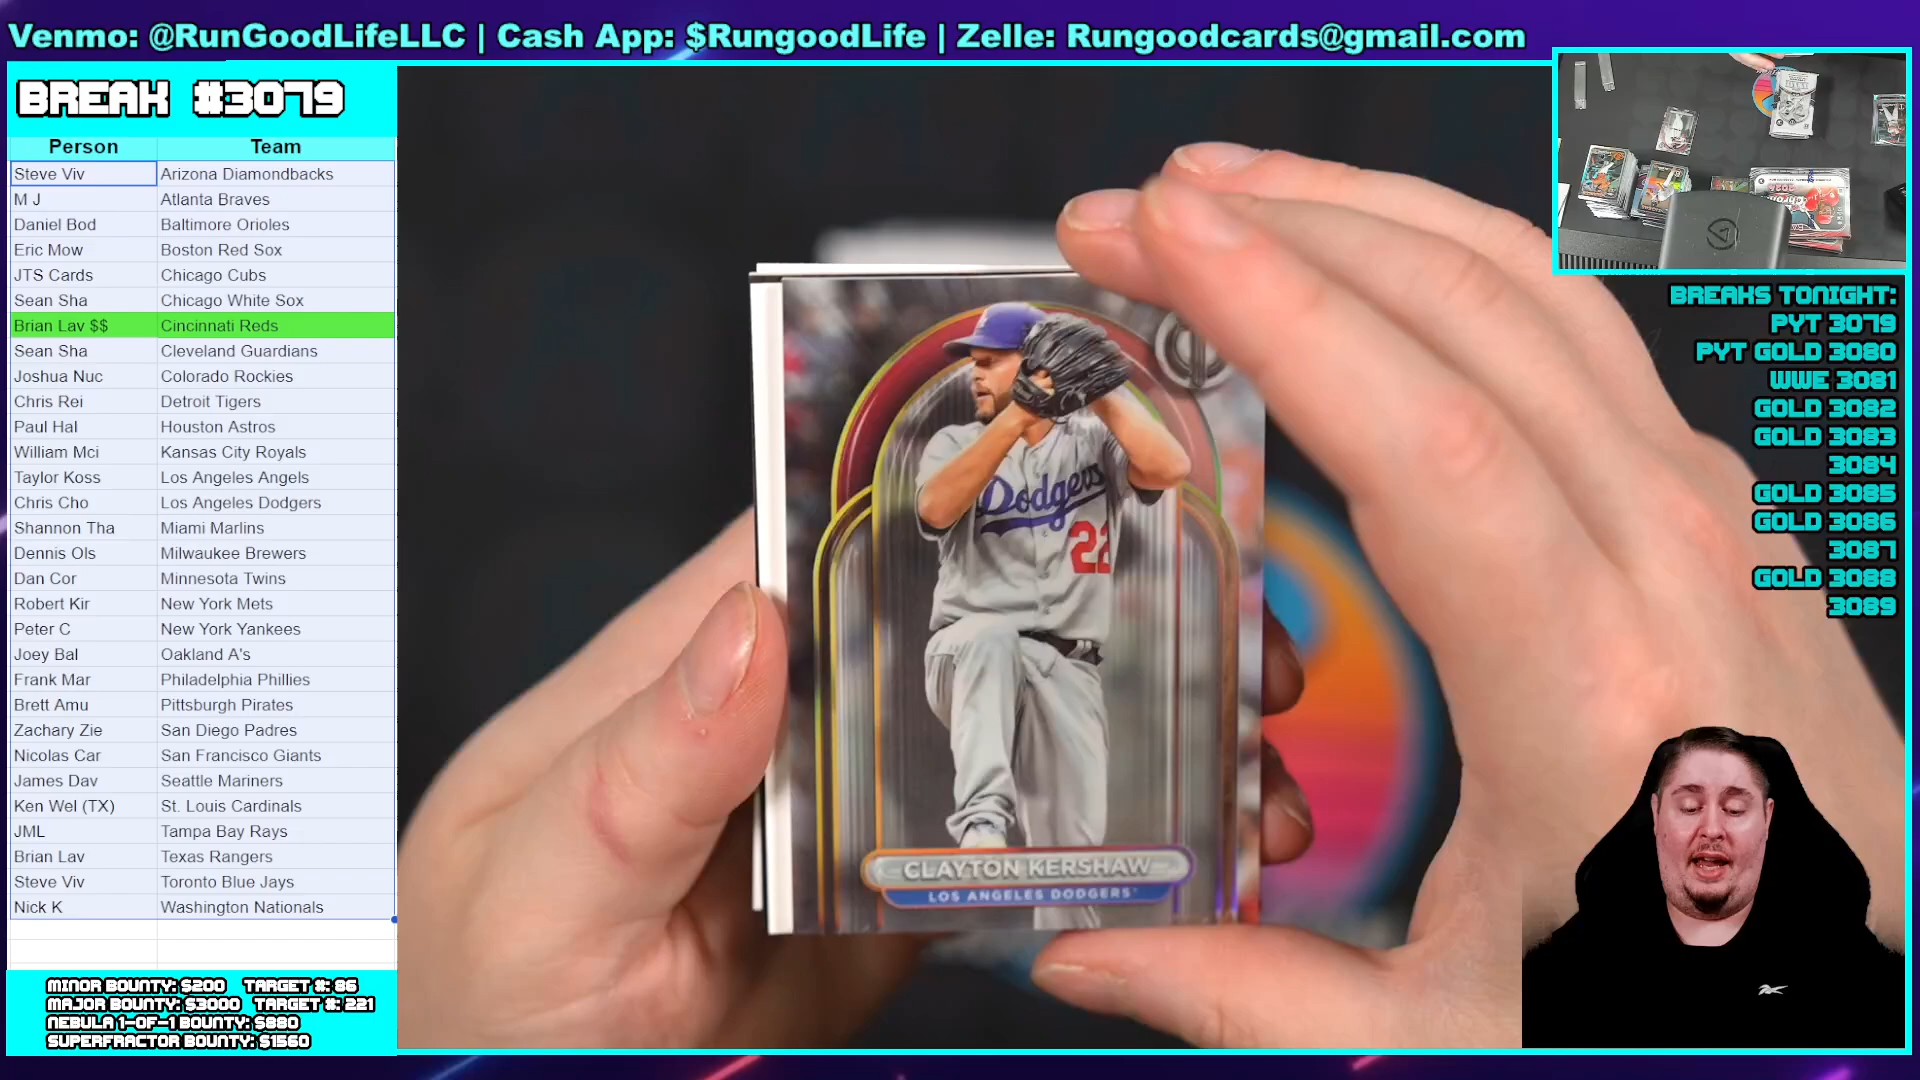 Venmo: @RunGoodLifeLLC | Cash App: $RungoodLife | Zelle: Rungoodcards@gmail.com
BREAK #3079
Person Team
Steve Viv Arizona Diamondbacks
M J Atlanta Braves
Daniel Bod Baltimore Orioles
Eric Mow Boston Red Sox
JTS Cards Chicago Cubs
Sean Sha Chicago White Sox
Brian Lav $$ Cincinnati Reds
Sean Sha Cleveland Guardians
Joshua Nuc Colorado Rockies
Chris Rei Detroit Tigers
Paul Hal Houston Astros
William Mci Kansas City Royals
Taylor Koss Los Angeles Angels
Chris Cho Los Angeles Dodgers
Shannon Tha Miami Marlins
Dennis Ols Milwaukee Brewers
Dan Cor Minnesota Twins
Robert Kir New York Mets
Peter C New York Yankees
Joey Bal Oakland A's
Frank Mar Philadelphia Phillies
Brett Amu Pittsburgh Pirates
Zachary Zie San Diego Padres
Nicolas Car San Francisco Giants
James Dav Seattle Mariners
Ken Wel (TX) St. Louis Cardinals
JML Tampa Bay Rays
Brian Lav Texas Rangers
Steve Viv Toronto Blue Jays
Nick K Washington Nationals
MINOR BOUNTY: $200 TARGET #: 86
MAJOR BOUNTY: $3000 TARGET #: 221
NEBULA 1-OF-1 BOUNTY: $880
SUPERFRACTOR BOUNTY: $1560
Dodgers
22
CLAYTON KERSHAW
LOS ANGELES DODGERS
BREAKS TONIGHT:
PYT 3079
PYT GOLD 3080
WWE 3081
GOLD 3082
GOLD 3083
3084
GOLD 3085
GOLD 3086
3087
GOLD 3088
3089